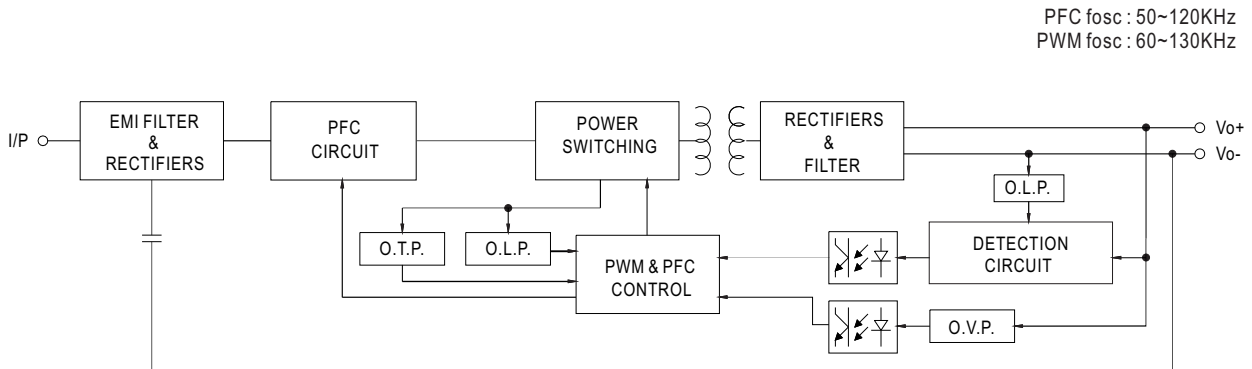 PFC fosc : 50~120KHz
PWM fosc : 60~130KHz
I/P
EMI FILTER
&
RECTIFIERS
PFC
CIRCUIT
POWER
SWITCHING
RECTIFIERS
&
FILTER
Vo+
Vo-
O.L.P.
O.T.P.
O.L.P.
PWM & PFC
CONTROL
DETECTION
CIRCUIT
O.V.P.